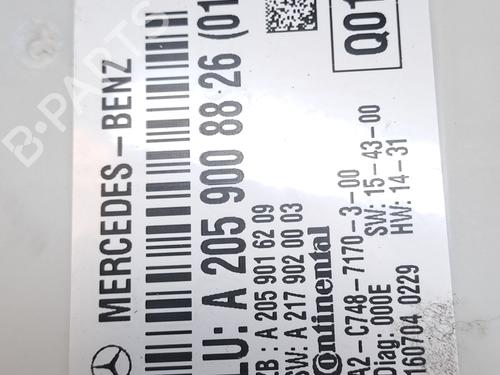 MERCEDES-BENZ
LU: A 205 900 88 26 (01
Q01
ZB: A 205 901 62 09
SW: A 217 902 00 03
Continental
A2-C748-7170-3-00
Diag: 000E
SW: 15-43-00
HW: 14-31
160704 0229
B-PARTS